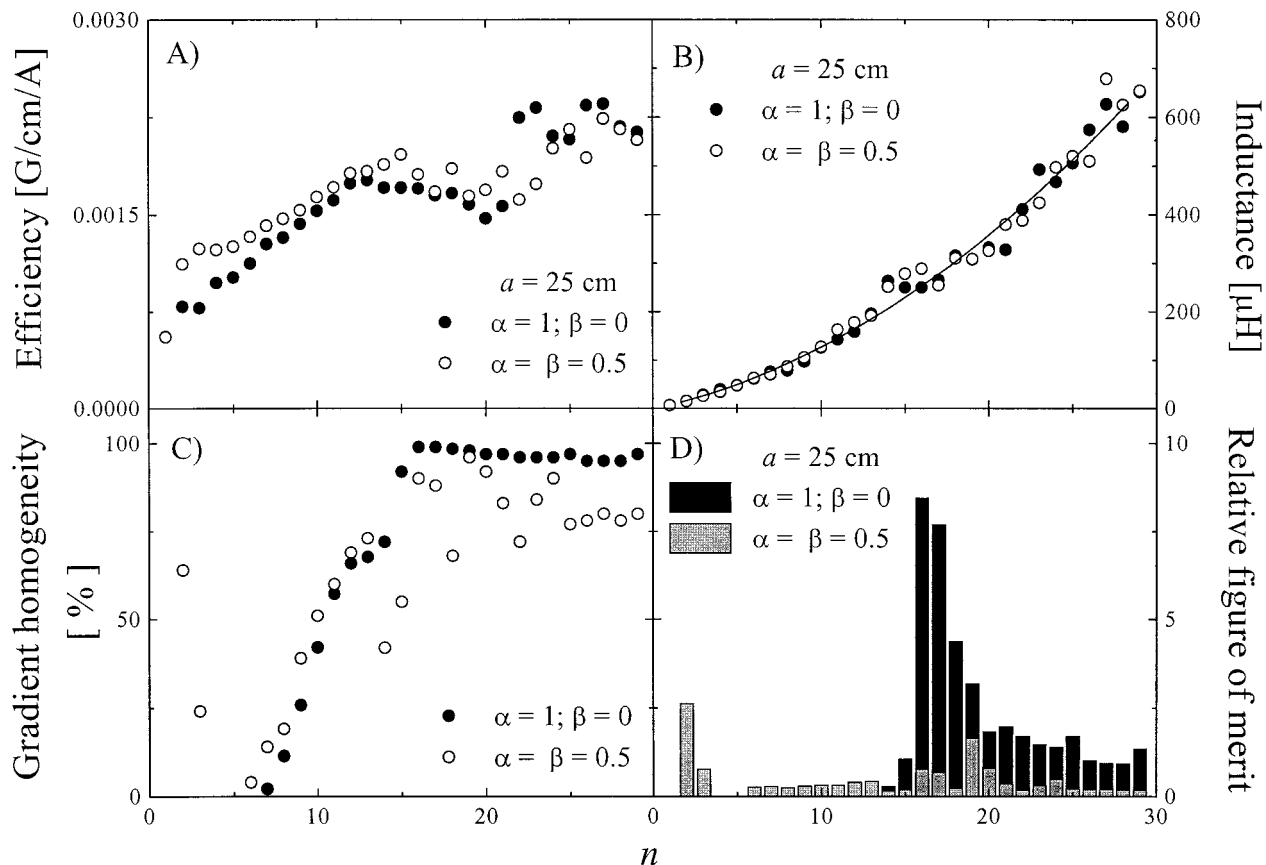 0.0030
0.0015
0.0000
Efficiency [G/cm/A]
A)
a = 25 cm
α = 1; β = 0
α = β = 0.5
B)
a = 25 cm
α = 1; β = 0
α = β = 0.5
800
600
400
200
0
Inductance [μH]
Gradient homogeneity
[ % ]
100
50
0
C)
α = 1; β = 0
α = β = 0.5
D)
a = 25 cm
α = 1; β = 0
α = β = 0.5
10
5
0
Relative figure of merit
0
10
20
0
10
20
30
n